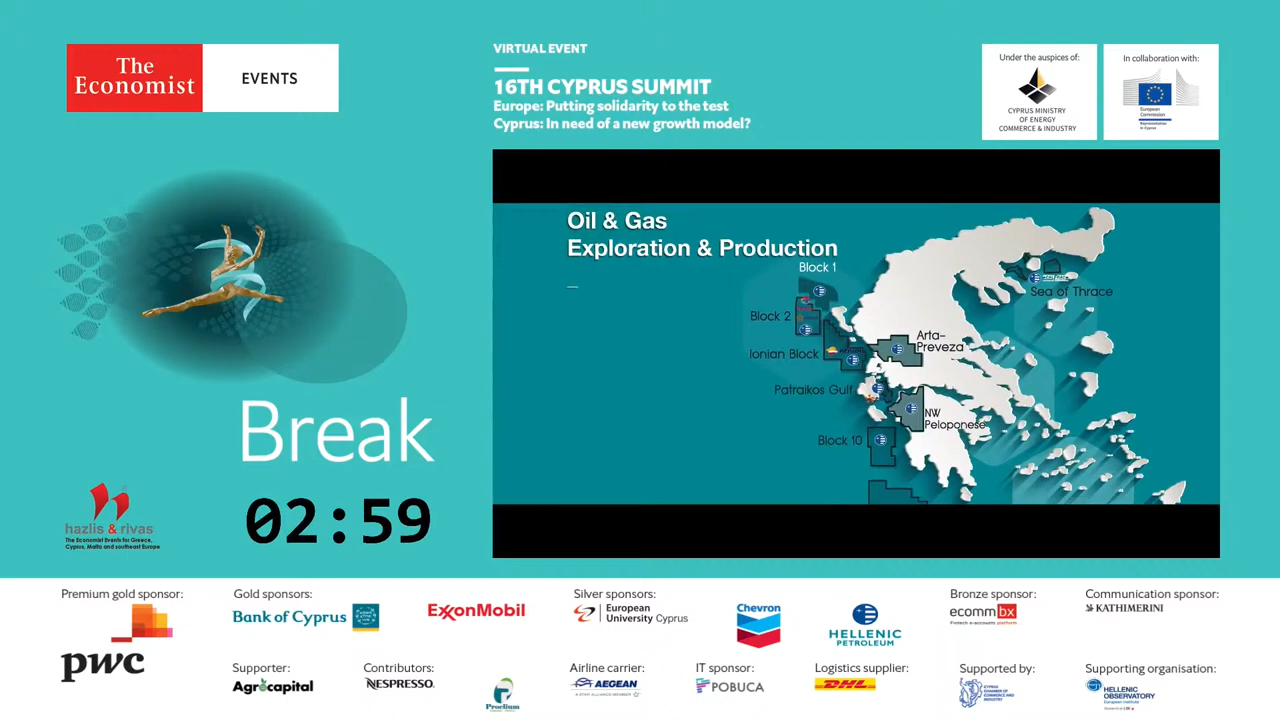 The
Economist
EVENTS
VIRTUAL EVENT
16TH CYPRUS SUMMIT
Europe: Putting solidarity to the test
Cyprus: In need of a new growth model?
Under the auspices of:
CYPRUS MINISTRY
OF ENERGY
COMMERCE & INDUSTRY
In collaboration with:
European
Commission
Representation
in Cyprus
Oil & Gas
Exploration & Production
Block 1
Block 2
Ionian Block
Patraikos Gulf
Block 10
Sea of Thrace
Arta-
Preveza
NW
Peloponese
Break
02:59
hazlis & rivas
The Economist Events for Greece,
Cyprus, Malta and southeast Europe
Premium gold sponsor:
pwc
Gold sponsors:
Bank of Cyprus
ExxonMobil
Silver sponsors:
European
University Cyprus
Chevron
HELLENIC
PETROLEUM
Bronze sponsor:
ecommbx
Fintech e-accounts platform
Communication sponsor:
KATHIMERINI
Supporter:
Agrocapital
Contributors:
NESPRESSO.
Proclium
Airline carrier:
AEGEAN
A STAR ALLIANCE MEMBER
IT sponsor:
POBUCA
Logistics supplier:
DHL
Supported by:
CYPRUS
CHAMBER OF
COMMERCE AND
INDUSTRY
Supporting organisation:
HELLENIC
OBSERVATORY
European Institute